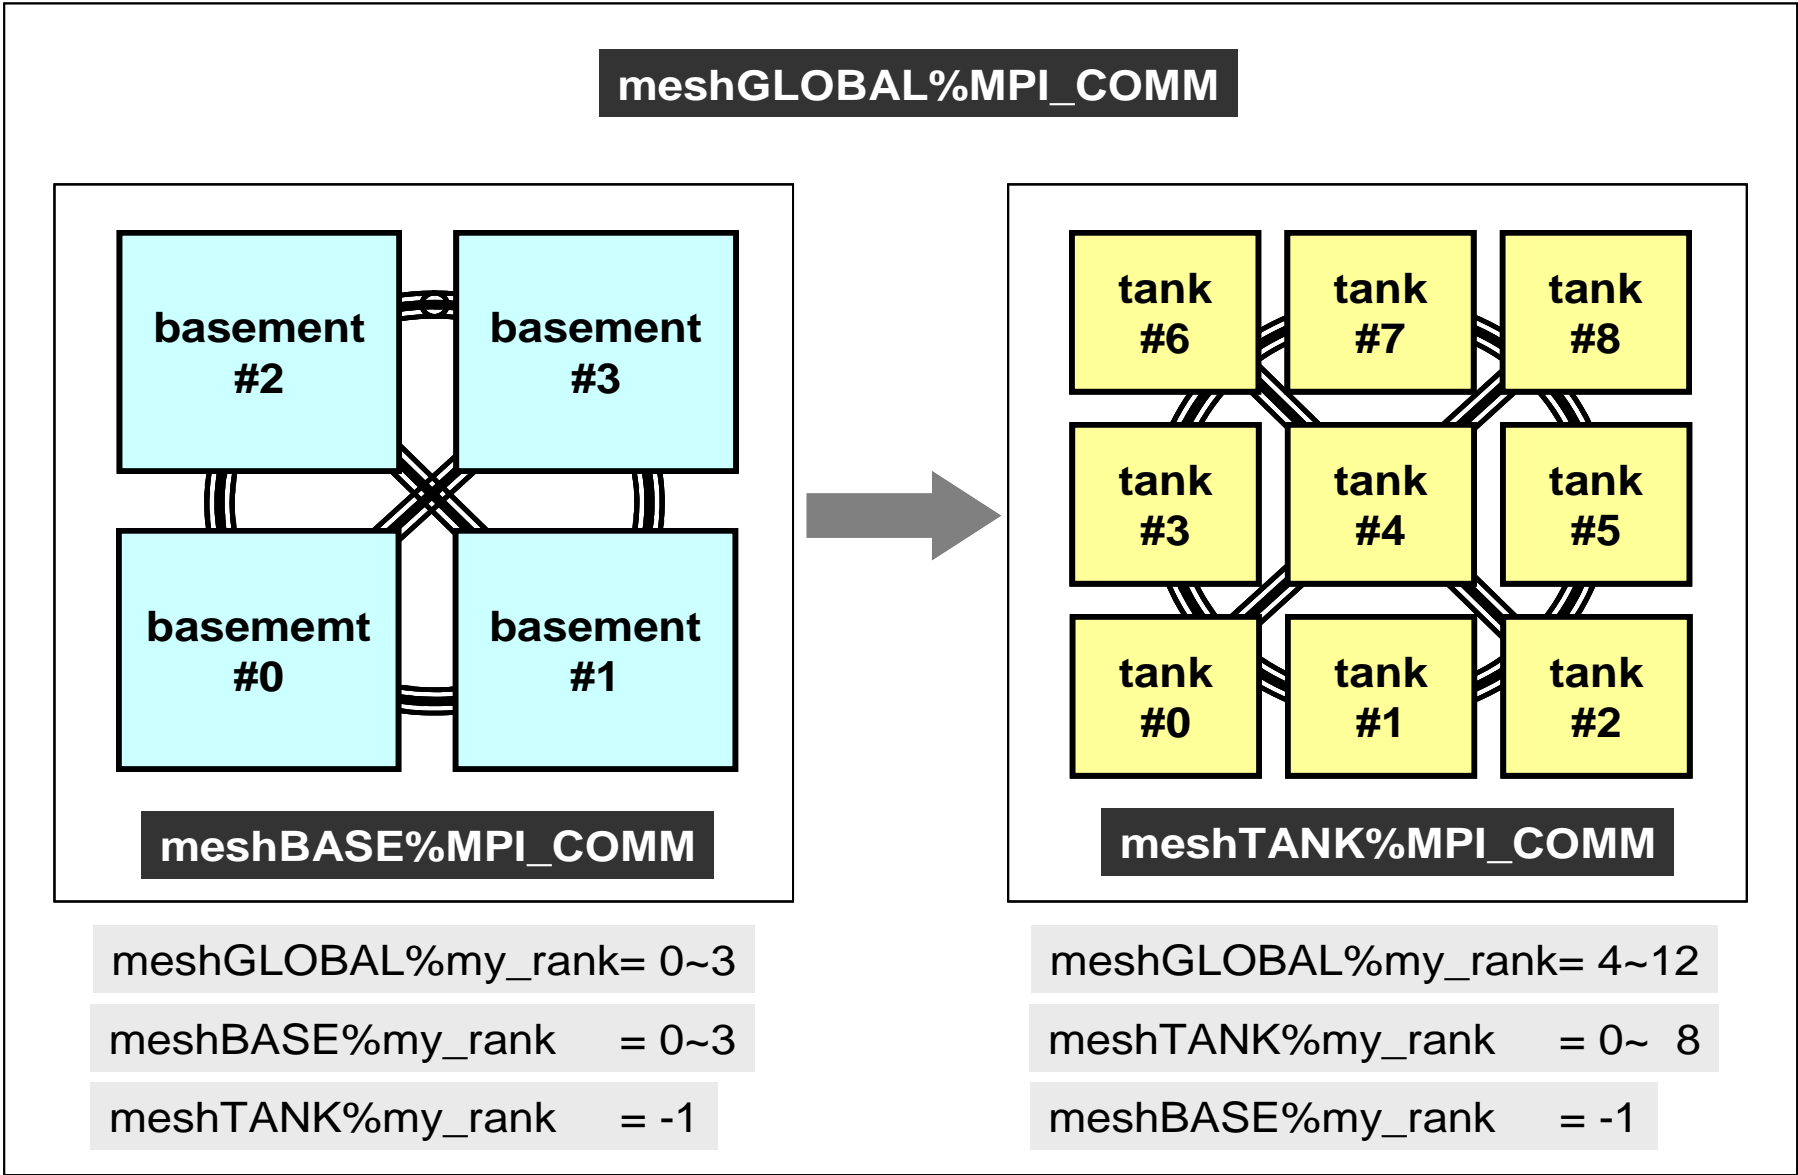 meshGLOBAL%MPI_COMM
basement
#2
basement
#3
basememt
#0
basement
#1
meshBASE%MPI_COMM
tank
#6
tank
#7
tank
#8
tank
#3
tank
#4
tank
#5
tank
#0
tank
#1
tank
#2
meshTANK%MPI_COMM
meshGLOBAL%my_rank= 0~3
meshBASE%my_rank = 0~3
meshTANK%my_rank = -1
meshGLOBAL%my_rank= 4~12
meshTANK%my_rank = 0~ 8
meshBASE%my_rank = -1